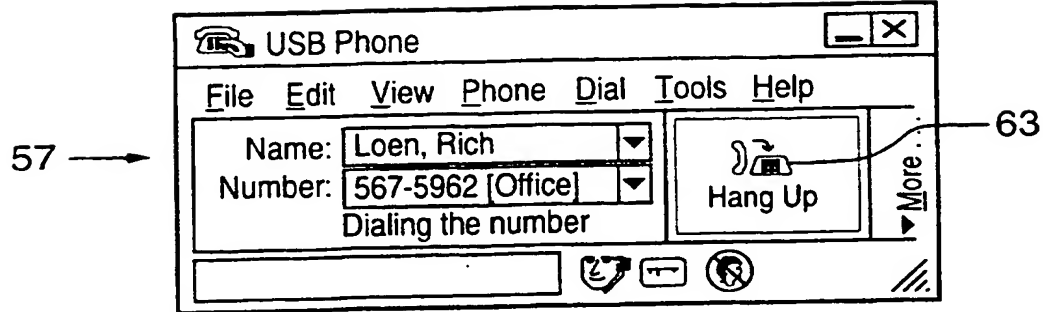 USB Phone
File Edit View Phone Dial Tools Help
57
Name: Loen, Rich
Number: 567-5962 [Office]
Dialing the number
Hang Up
More...
63